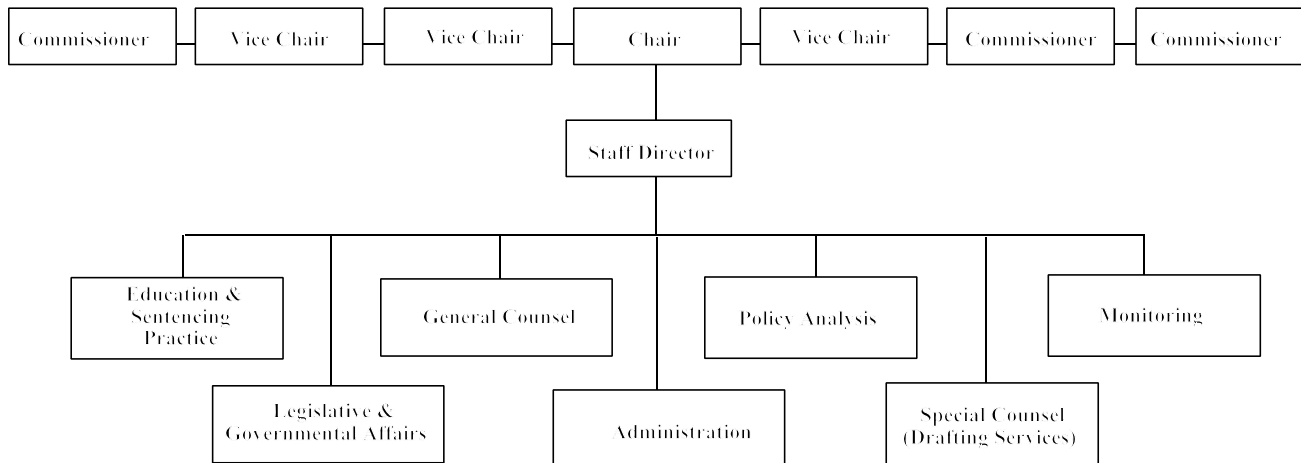 Commissioner
Vice Chair
Vice Chair
Chair
Vice Chair
Commissioner
Commissioner
Staff Director
Education &
Sentencing
Practice
General Counsel
Policy Analysis
Monitoring
Legislative &
Governmental Affairs
Administration
Special Counsel
(Drafting Services)